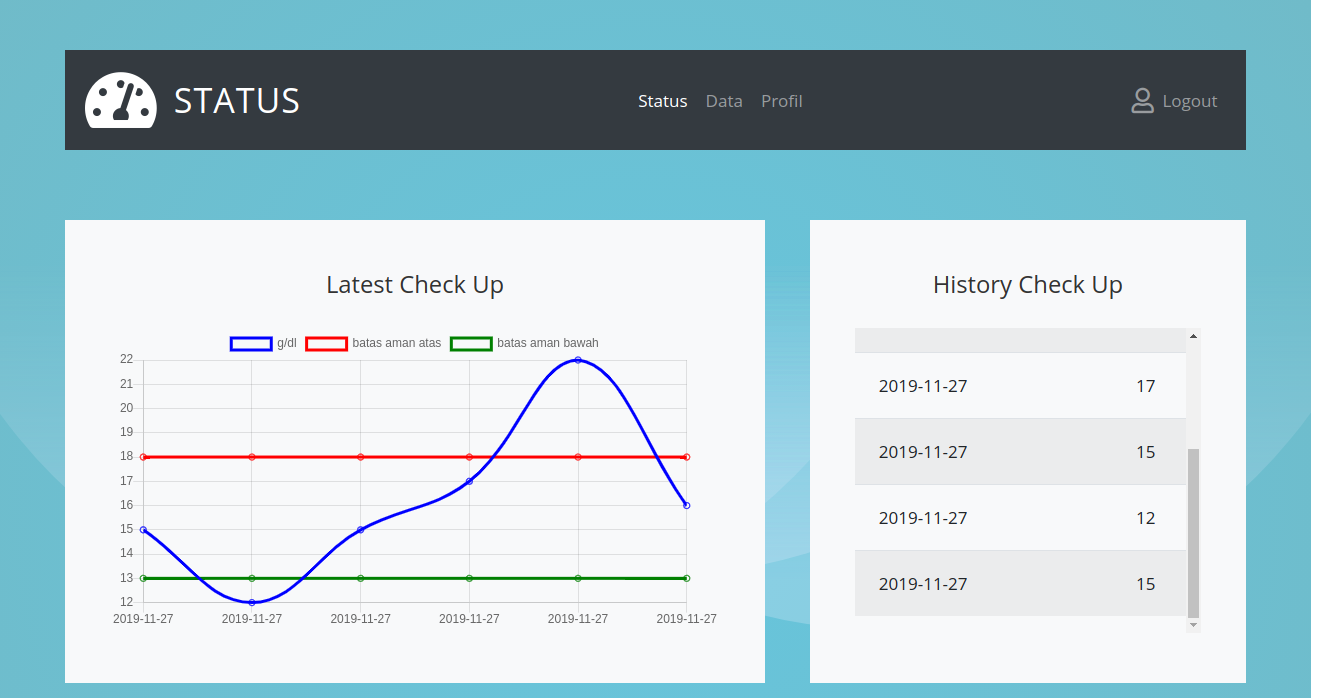 STATUS
Status Data Profil
Logout
Latest Check Up
g/dl batas aman atas batas aman bawah
22
21
20
19
18
17
16
15
14
13
12
2019-11-27 2019-11-27 2019-11-27 2019-11-27 2019-11-27 2019-11-27
History Check Up
2019-11-27 17
2019-11-27 15
2019-11-27 12
2019-11-27 15